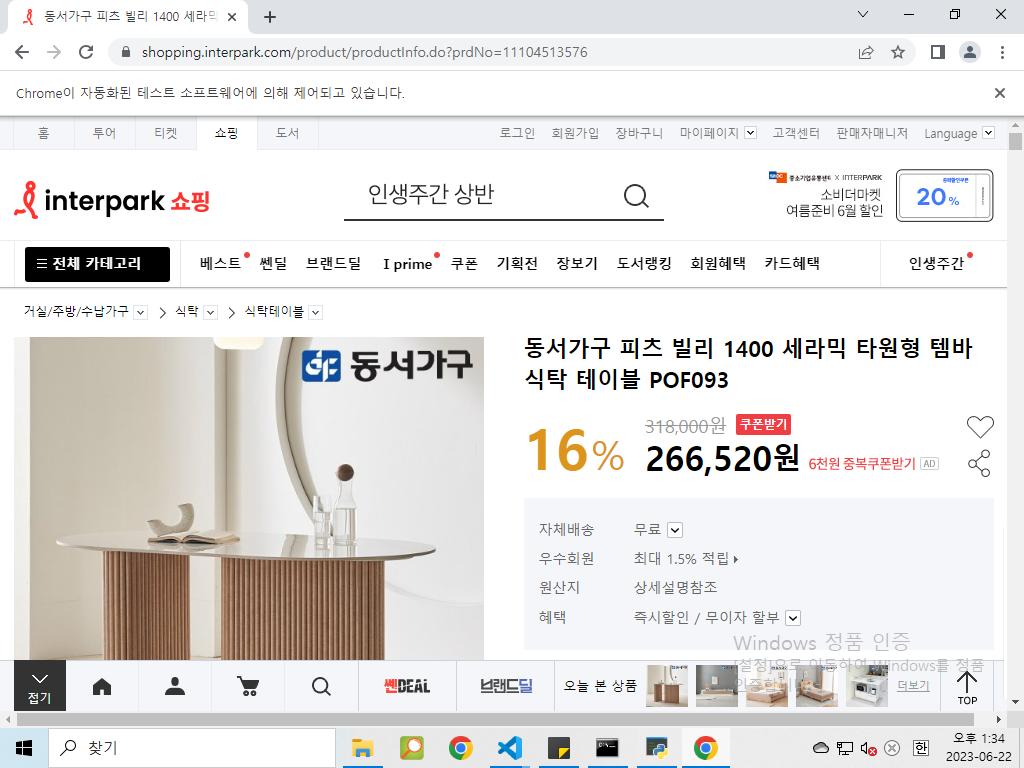 동서가구 피츠 빌리 1400 세라믹
shopping.interpark.com/product/productInfo.do?prdNo=11104513576
Chrome이 자동화된 테스트 소프트웨어에 의해 제어되고 있습니다.
홈 투어 티켓 쇼핑 도서 로그인 회원가입 장바구니 마이페이지 고객센터 판매자매니저 Language
interpark 쇼핑
인생주간 상반
중소기업유통센터 X INTERPARK
소비더마켓
여름준비 6월 할인
20%
전체 카테고리 베스트 쎈딜 브랜드딜 I prime 쿠폰 기획전 장보기 도서랭킹 회원혜택 카드혜택 인생주간
거실/주방/수납가구 식탁 식탁테이블
동서가구
동서가구 피츠 빌리 1400 세라믹 타원형 템바
식탁 테이블 POF093
16%
318,000원 쿠폰받기
266,520원 6천원 중복쿠폰받기 AD
자체배송 무료
우수회원 최대 1.5% 적립
원산지 상세설명참조
혜택 즉시할인 / 무이자 할부
Windows 정품 인증
[설정]으로 이동하여 Windows를 정품
인증합니다.
접기
쎈DEAL
브랜드딜
오늘 본 상품
더보기
TOP
찾기
한
오후 1:34
2023-06-22